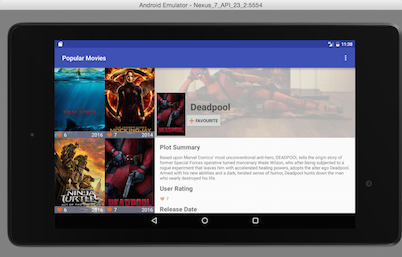 Android Emulator - Nexus_7_API_23_2:5554
11:38
Popular Movies
6 2016
MOCKINGJAY
6 2014
NINJA
TURTLES
DEADPOOL
7 2016
Deadpool
+ FAVOURITE
Plot Summary
Based upon Marvel Comics' most unconventional anti-hero, DEADPOOL tells the origin story of
former Special Forces operative turned mercenary Wade Wilson, who after being subjected to a
rogue experiment that leaves him with accelerated healing powers, adopts the alter ego Deadpool.
Armed with his new abilities and a dark, twisted sense of humor, Deadpool hunts down the man
who nearly destroyed his life.
User Rating
7
Release Date